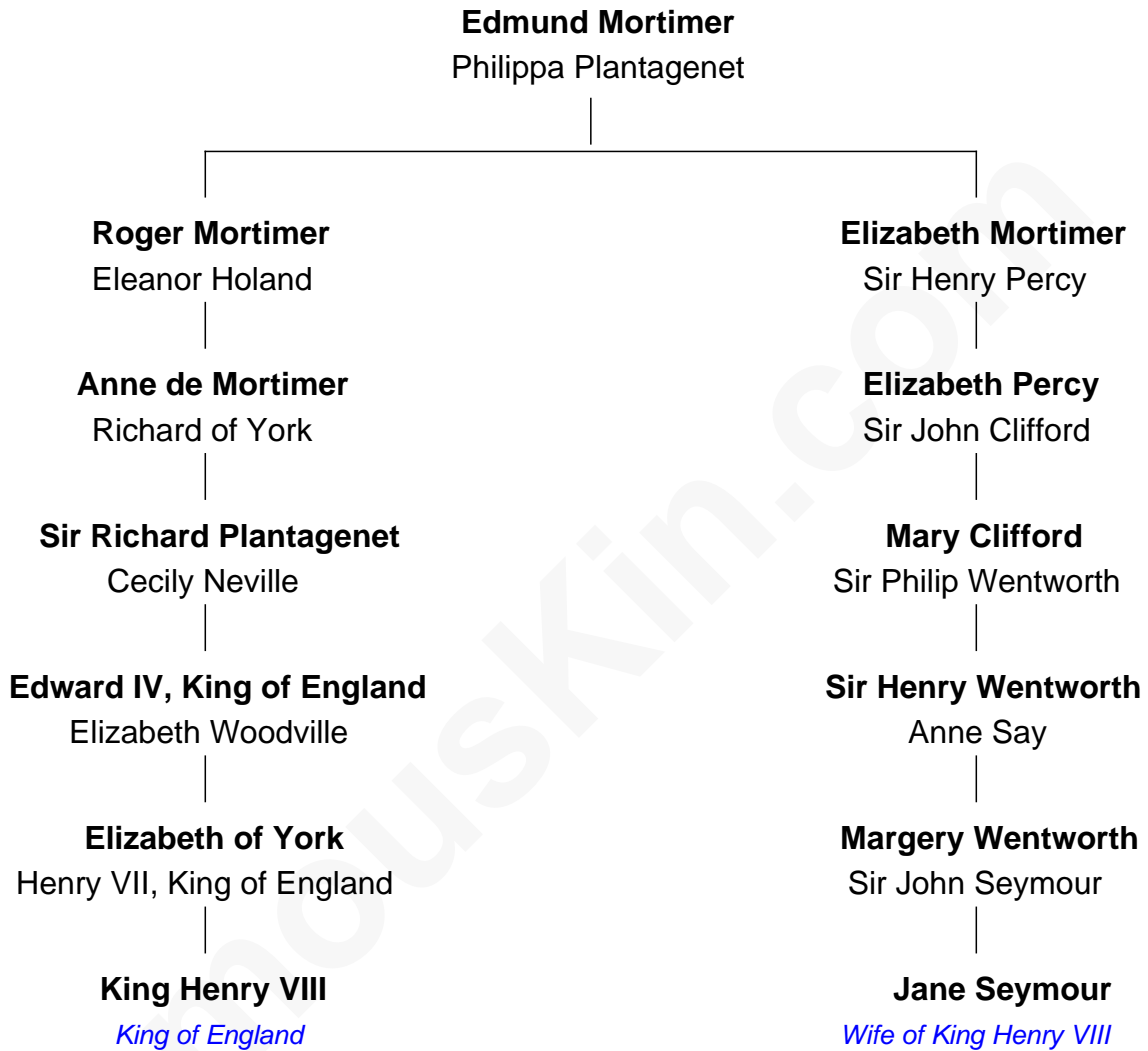 Edmund Mortimer
Philippa Plantagenet
Roger Mortimer
Eleanor Holand
Elizabeth Mortimer
Sir Henry Percy
Anne de Mortimer
Richard of York
Elizabeth Percy
Sir John Clifford
Sir Richard Plantagenet
Cecily Neville
Mary Clifford
Sir Philip Wentworth
Edward IV, King of England
Elizabeth Woodville
Sir Henry Wentworth
Anne Say
Elizabeth of York
Henry VII, King of England
Margery Wentworth
Sir John Seymour
King Henry VIII
King of England
Jane Seymour
Wife of King Henry VIII
mousKin.com